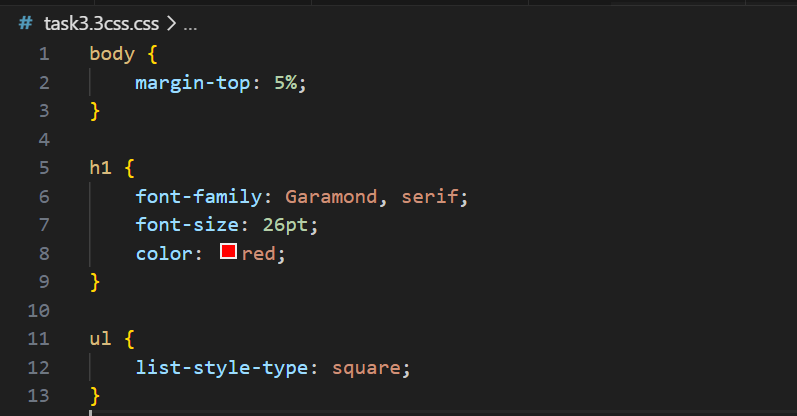 # task3.3css.css > ...
1 body {
2     margin-top: 5%;
3 }
4
5 h1 {
6     font-family: Garamond, serif;
7     font-size: 26pt;
8     color: red;
9 }
10
11 ul {
12     list-style-type: square;
13 }